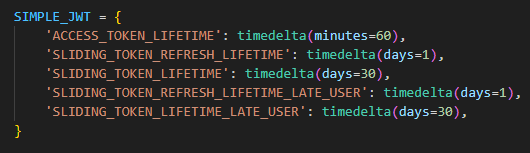 SIMPLE_JWT = {
    'ACCESS_TOKEN_LIFETIME': timedelta(minutes=60),
    'SLIDING_TOKEN_REFRESH_LIFETIME': timedelta(days=1),
    'SLIDING_TOKEN_LIFETIME': timedelta(days=30),
    'SLIDING_TOKEN_REFRESH_LIFETIME_LATE_USER': timedelta(days=1),
    'SLIDING_TOKEN_LIFETIME_LATE_USER': timedelta(days=30),
}